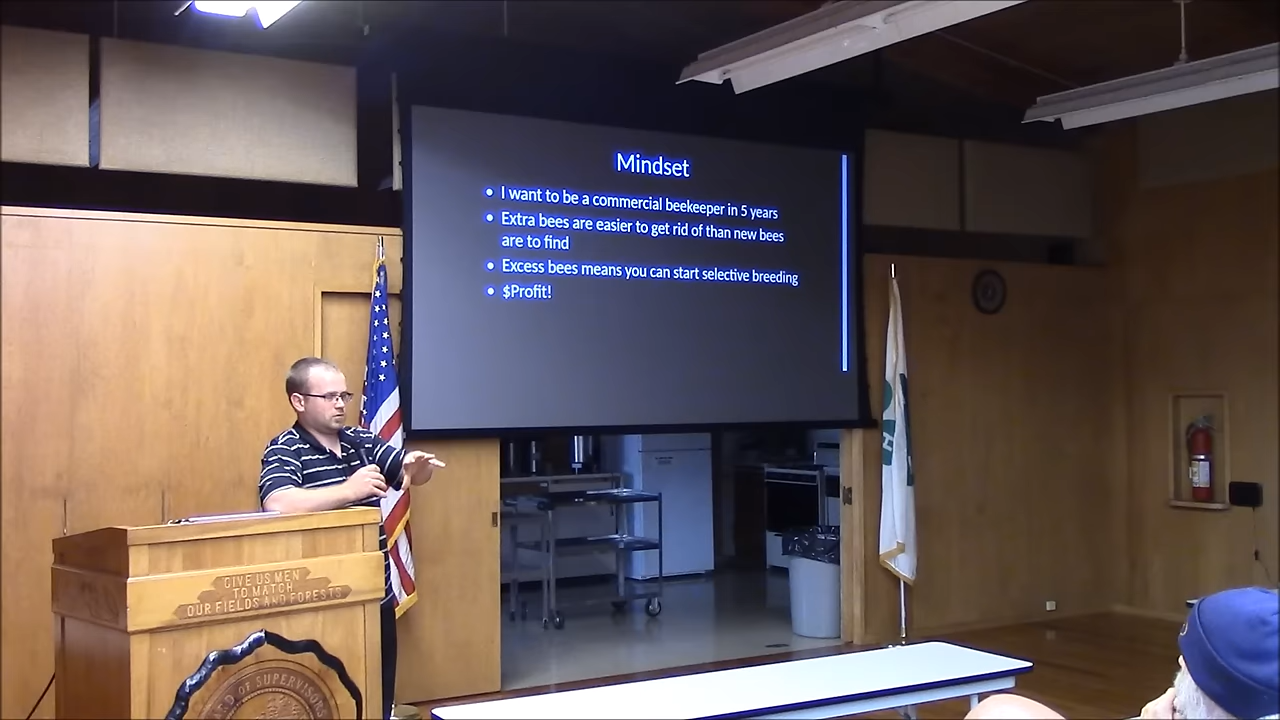 Mindset
• I want to be a commercial beekeeper in 5 years
• Extra bees are easier to get rid of than new bees
are to find
• Excess bees means you can start selective breeding
• $Profit!
GIVE US MEN
TO MATCH
OUR FIELDS AND FORESTS
OF SUPERVISORS
H